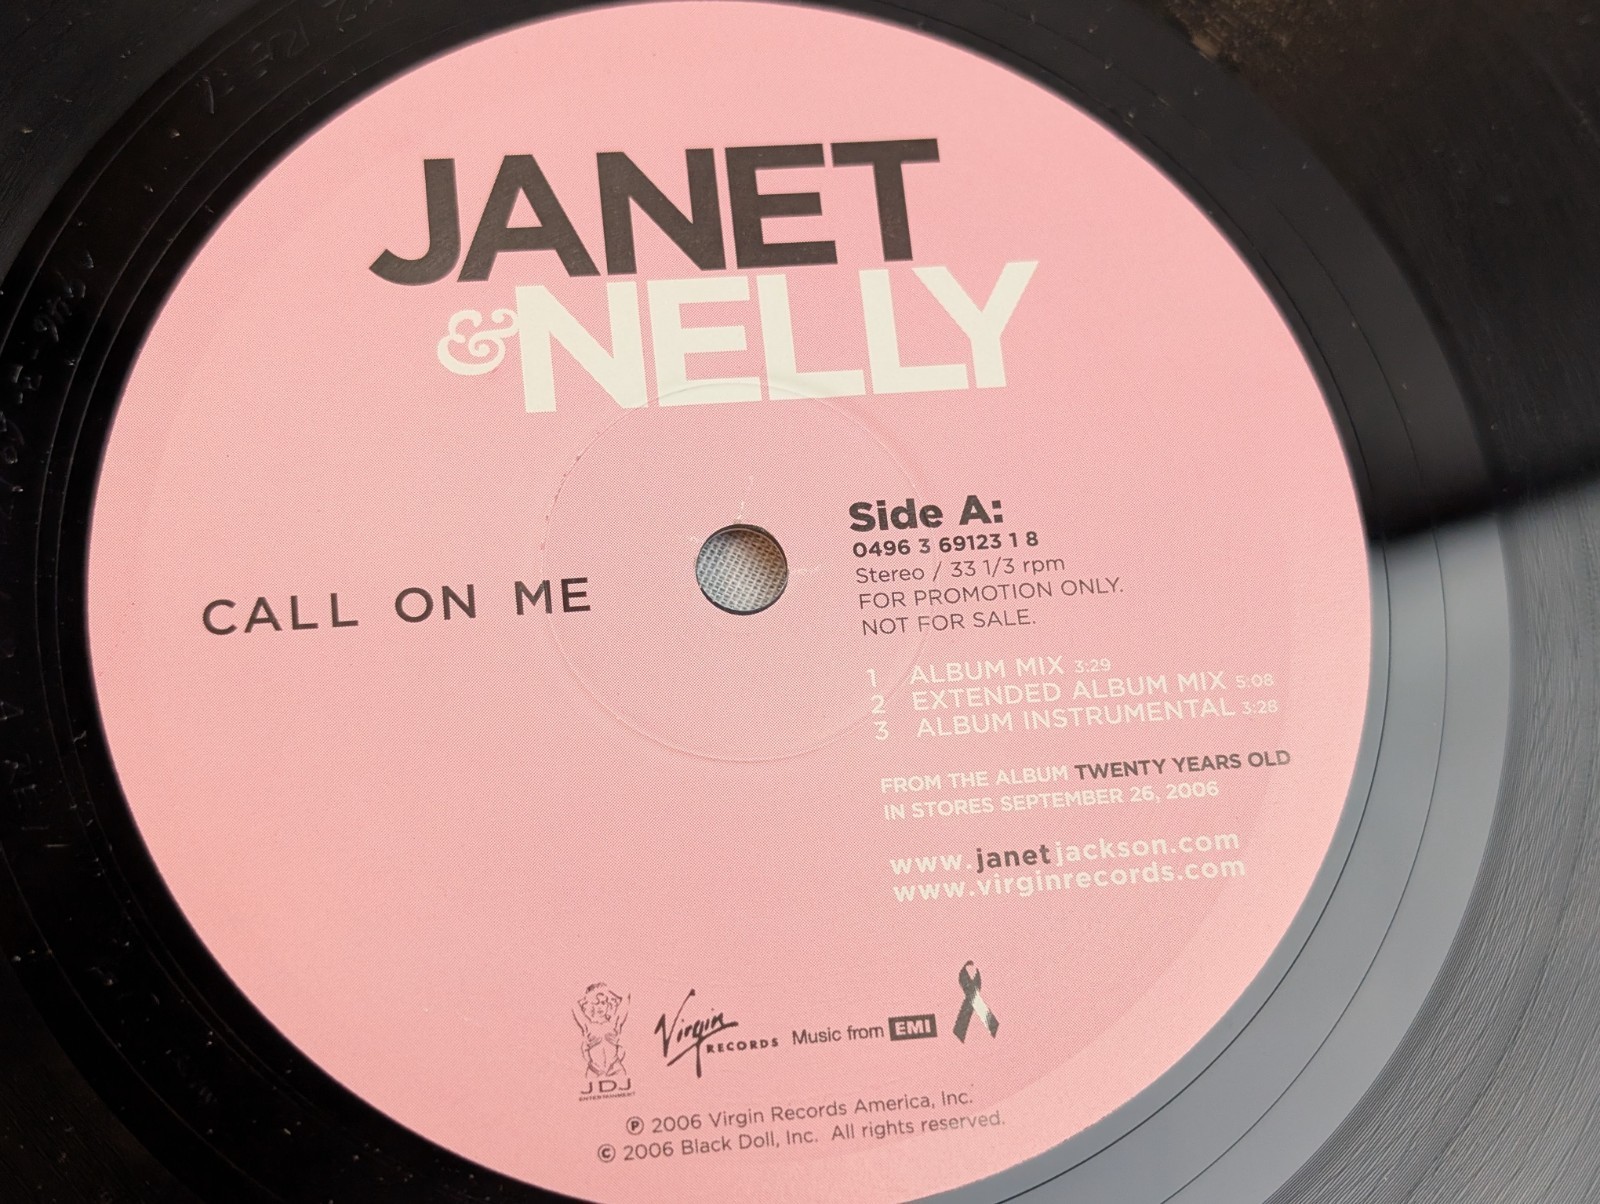 JANET
& NELLY
CALL ON ME
Side A:
0496 3 69123 1 8
Stereo / 33 1/3 rpm
FOR PROMOTION ONLY.
NOT FOR SALE.
1 ALBUM MIX 3:29
2 EXTENDED ALBUM MIX 5:08
3 ALBUM INSTRUMENTAL 3:28
FROM THE ALBUM TWENTY YEARS OLD
IN STORES SEPTEMBER 26, 2006
www.janetjackson.com
www.virginrecords.com
JDJ
ENTERTAINMENT
Virgin
RECORDS
Music from EMI
℗ 2006 Virgin Records America, Inc.
© 2006 Black Doll, Inc. All rights reserved.